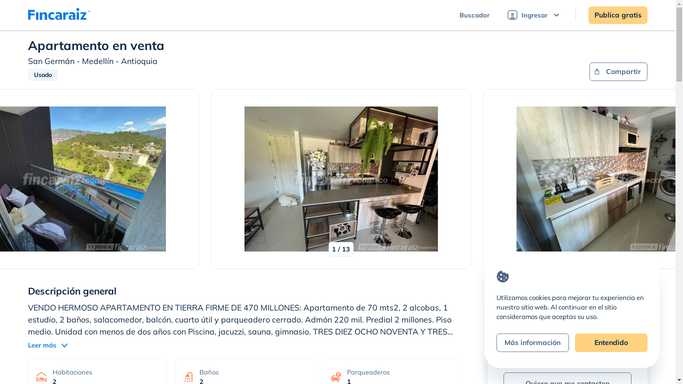 Fincaraiz
Buscador
Ingresar
Publica gratis
Apartamento en venta
San Germán - Medellín - Antioquia
Usado
Compartir
fincaraiz
fincaraiz
fincaraiz
1 / 13
Descripción general
VENDO HERMOSO APARTAMENTO EN TIERRA FIRME DE 470 MILLONES: Apartamento de 70 mts2, 2 alcobas, 1
estudio, 2 baños, salacomedor, balcón, cuarto útil y parqueadero cerrado. Admón 220 mil. Predial 2 millones. Piso
medio. Unidad con menos de dos años con Piscina, jacuzzi, sauna, gimnasio. TRES DIEZ OCHO NOVENTA Y TRES...
Leer más
Habitaciones
2
Baños
2
Parqueaderos
1
Utilizamos cookies para mejorar tu experiencia en
nuestro sitio web. Al continuar en el sitio
consideramos que aceptas su uso.
Más información
Entendido
Quiero que me contacten